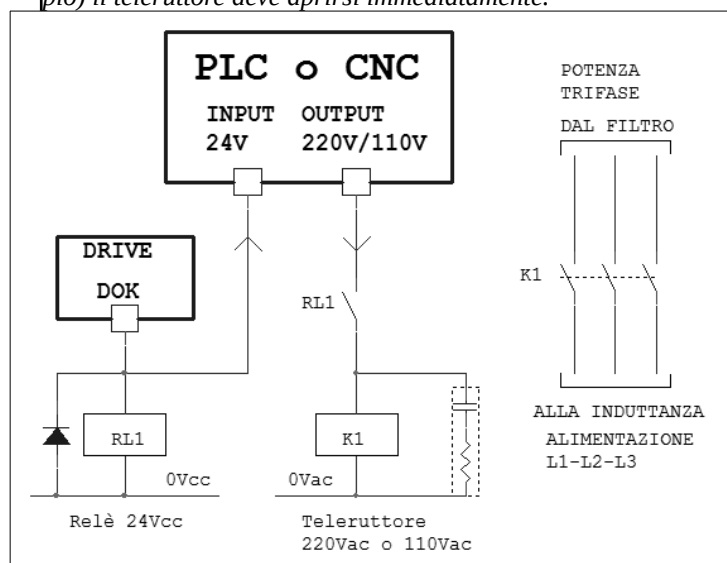 pio) il teleruttore deve aprirsi immediatamente.
PLC o CNC
INPUT OUTPUT
24V 220V/110V
POTENZA
TRIFASE
DAL FILTRO
DRIVE
DOK
RL1
K1
RL1
K1
0Vcc
0Vac
ALLA INDUTTANZA
ALIMENTAZIONE
L1-L2-L3
Relè 24Vcc
Teleruttore
220Vac o 110Vac